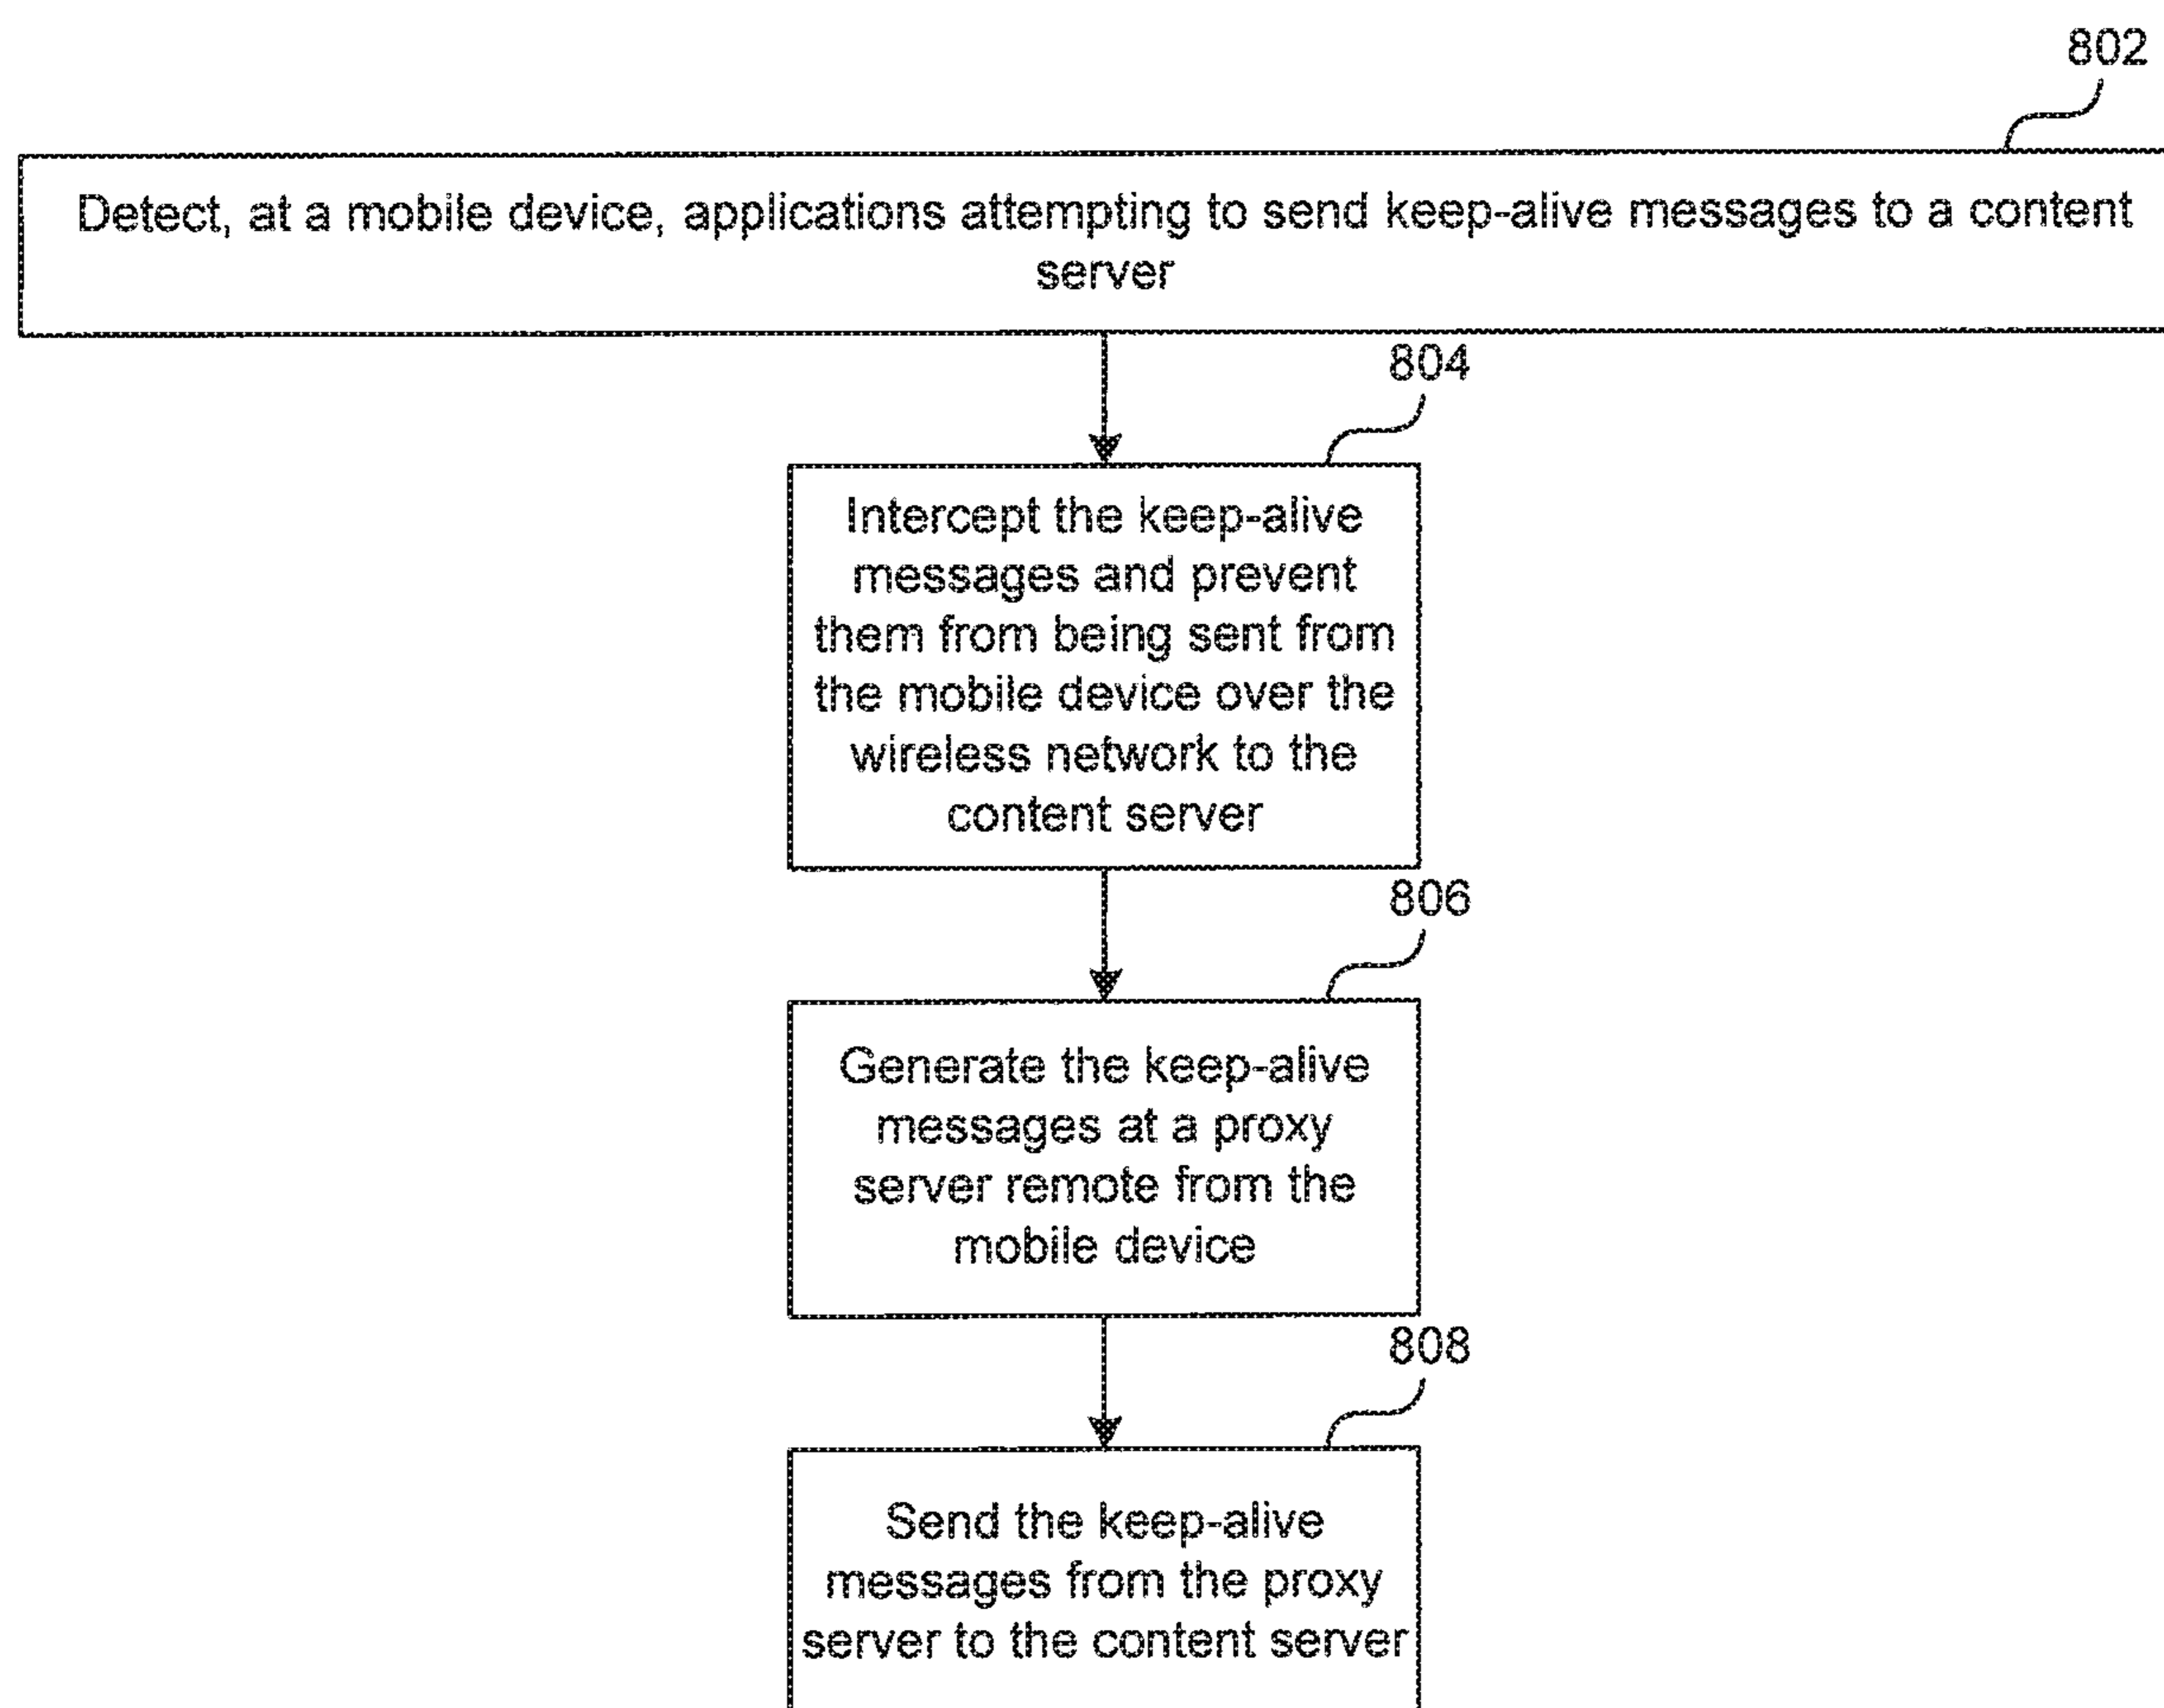 802
Detect, at a mobile device, applications attempting to send keep-alive messages to a content
server
804
Intercept the keep-alive
messages and prevent
them from being sent from
the mobile device over the
wireless network to the
content server
806
Generate the keep-alive
messages at a proxy
server remote from the
mobile device
808
Send the keep-alive
messages from the proxy
server to the content server